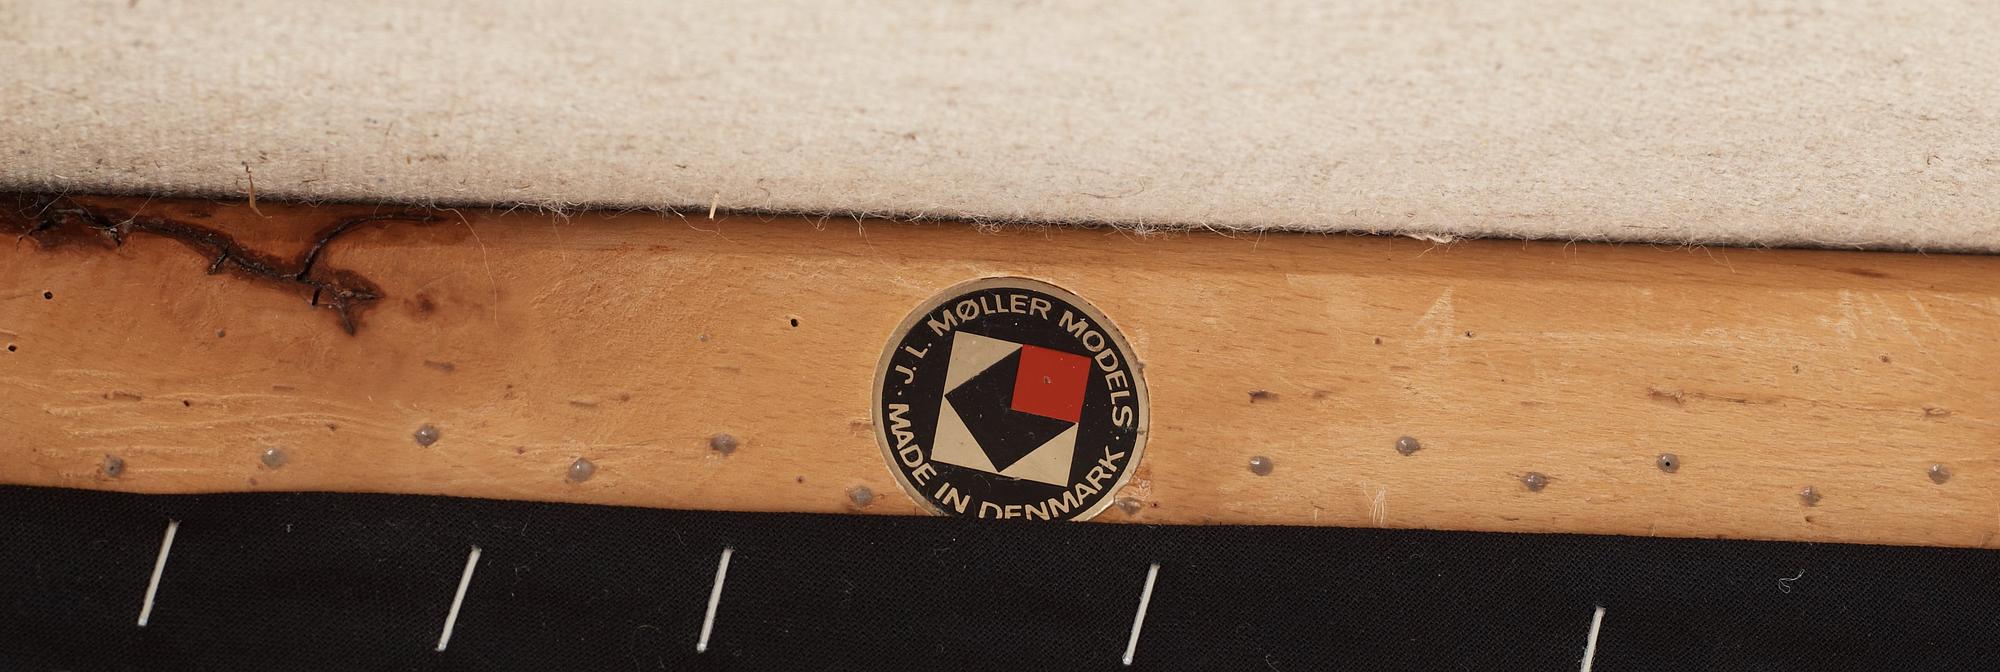 J. L. MØLLER MODELS ·
MADE IN DENMARK ·